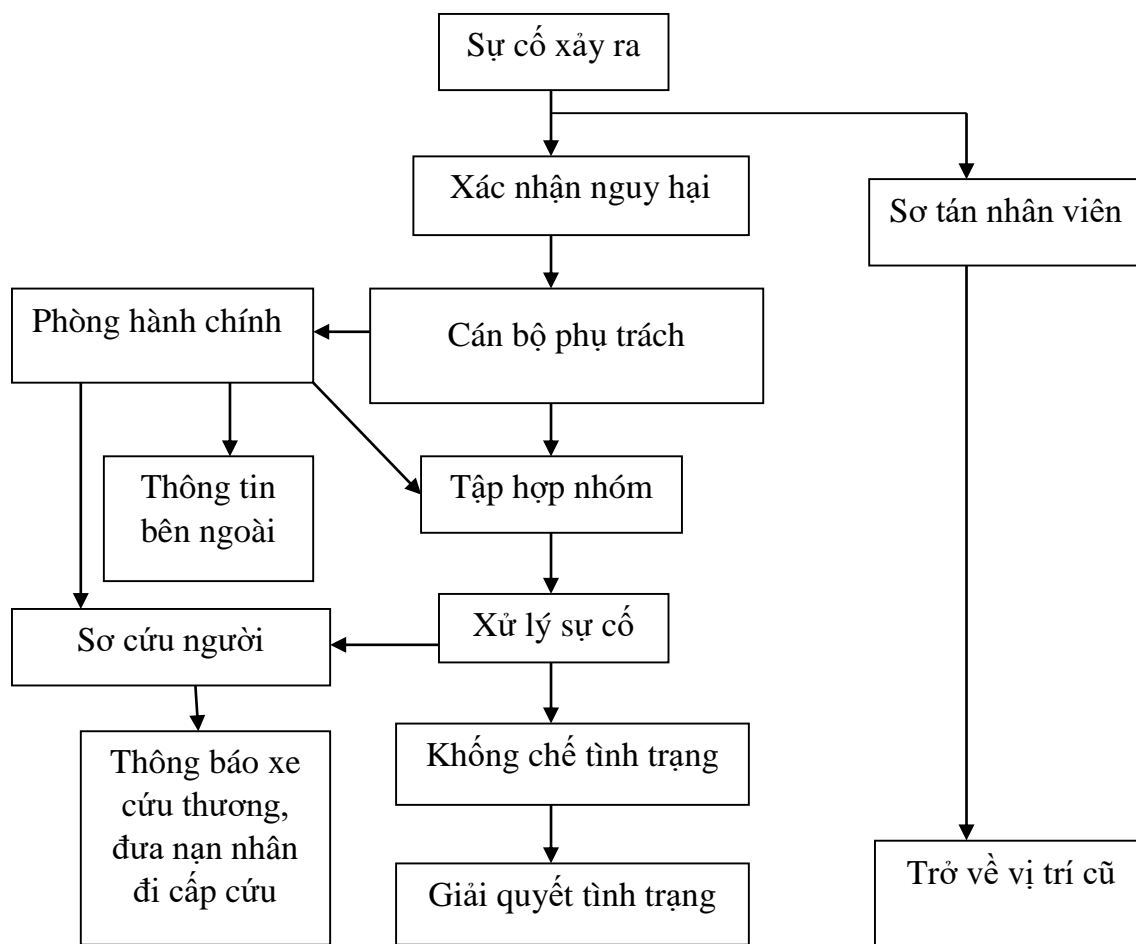 Sự cố xảy ra
Xác nhận nguy hại
Sơ tán nhân viên
Phòng hành chính
Cán bộ phụ trách
Thông tin
bên ngoài
Tập hợp nhóm
Sơ cứu người
Xử lý sự cố
Thông báo xe
cứu thương,
đưa nạn nhân
đi cấp cứu
Khống chế tình trạng
Giải quyết tình trạng
Trở về vị trí cũ